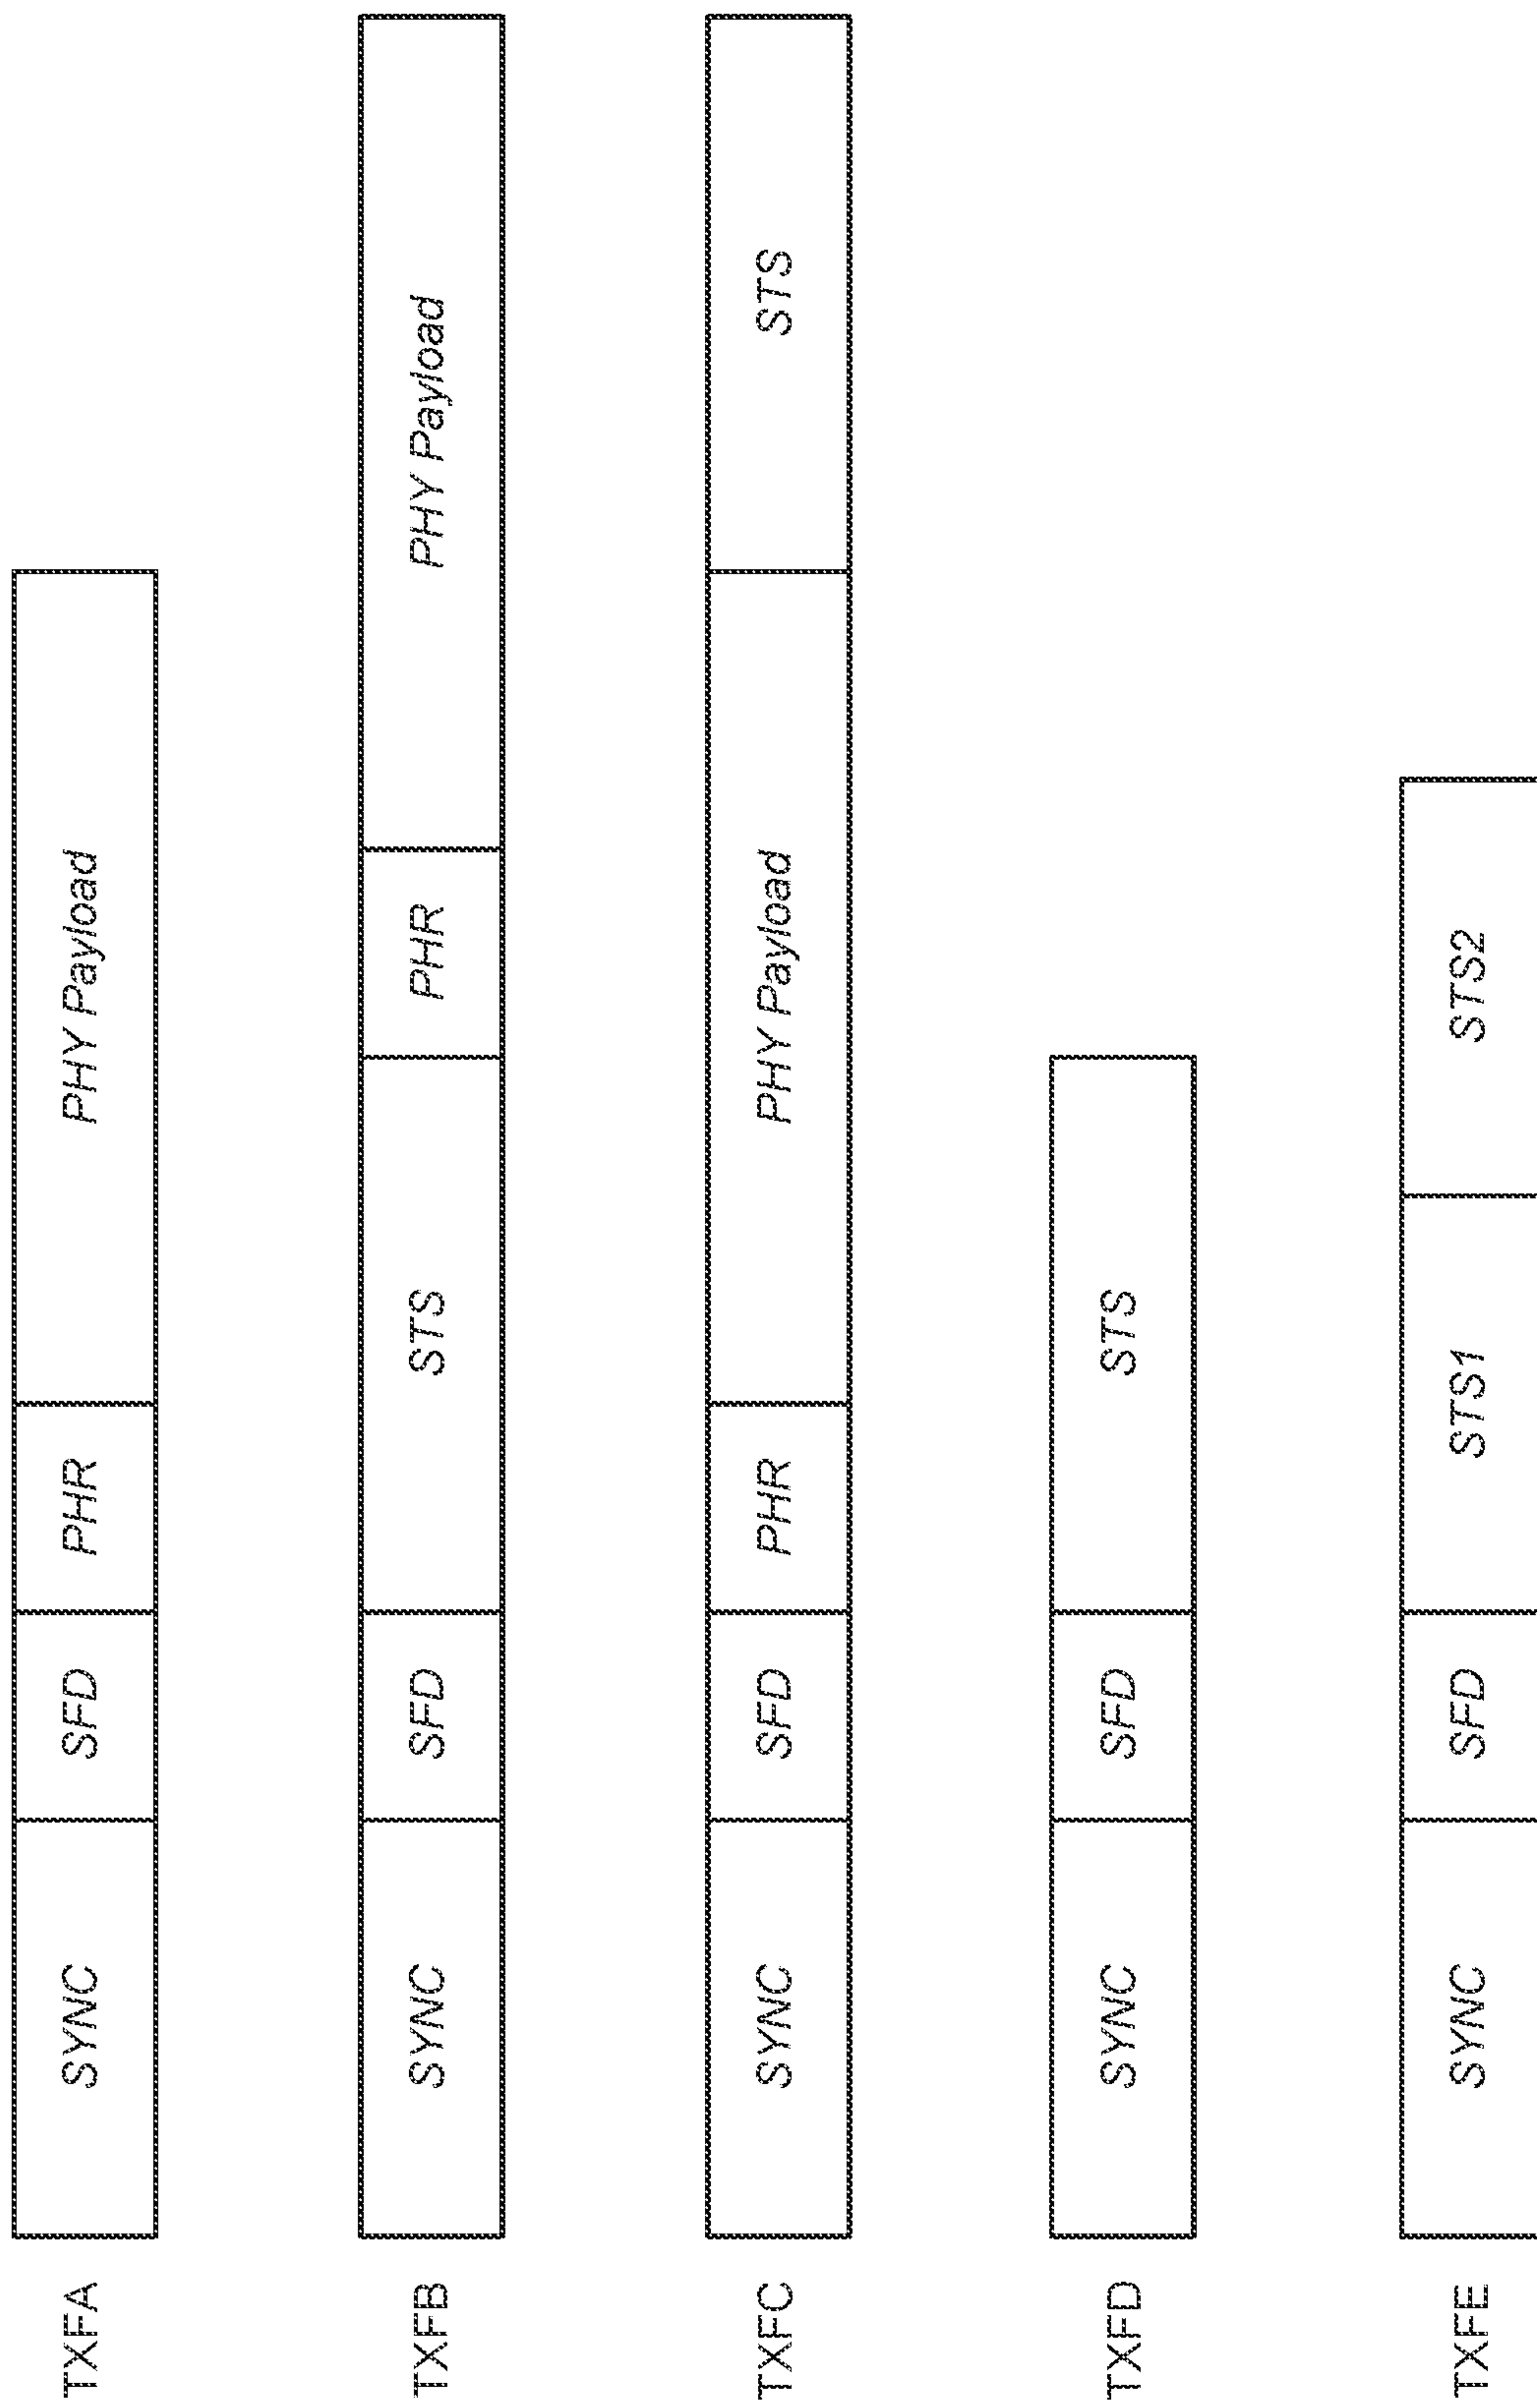 TXFA SYNC SFD PHR PHY Payload
TXFB SYNC SFD STS PHR PHY Payload
TXFC SYNC SFD PHR PHY Payload STS
TXFD SYNC SFD STS
TXFE SYNC SFD STS1 STS2